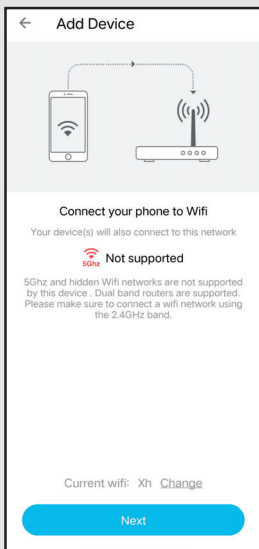 ← Add Device
Connect your phone to Wifi
Your device(s) will also connect to this network
5Ghz Not supported
5Ghz and hidden Wifi networks are not supported
by this device . Dual band routers are supported.
Please make sure to connect a wifi network using
the 2.4GHz band.
Current wifi: Xh Change
Next